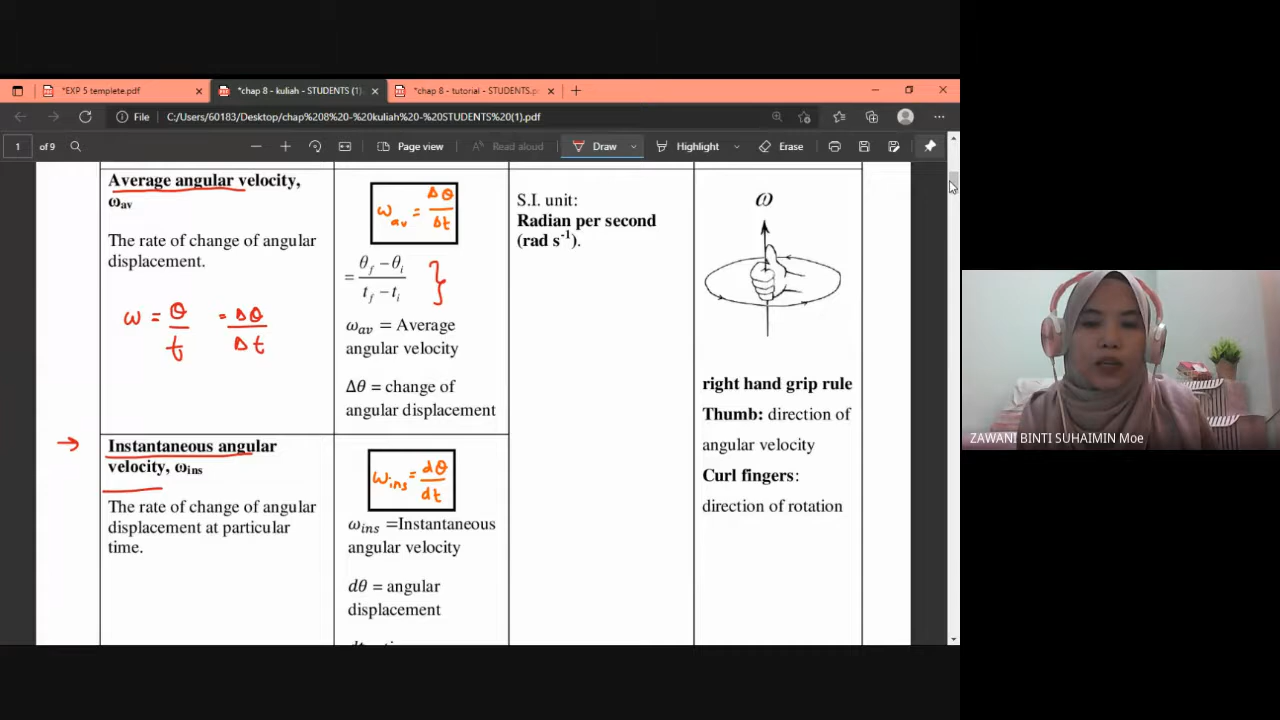 *EXP 5 templete.pdf
*chap 8 - kuliah - STUDENTS (1)
*chap 8 - tutorial - STUDENTS.p
File
C:/Users/60183/Desktop/chap%208%20-%20kuliah%20-%20STUDENTS%20(1).pdf
1 of 9
Page view
Read aloud
Draw
Highlight
Erase
Average angular velocity,
ωav
The rate of change of angular
displacement.
ω = θ/t = Δθ/Δt
ωav = Δθ/Δt
= θf − θi / tf − ti }
ωav = Average
angular velocity
Δθ = change of
angular displacement
S.I. unit:
Radian per second
(rad s-1).
ω
right hand grip rule
Thumb: direction of
angular velocity
Curl fingers:
direction of rotation
→ Instantaneous angular
velocity, ωins
The rate of change of angular
displacement at particular
time.
ωins = dθ/dt
ωins =Instantaneous
angular velocity
dθ = angular
displacement
ZAWANI BINTI SUHAIMIN Moe